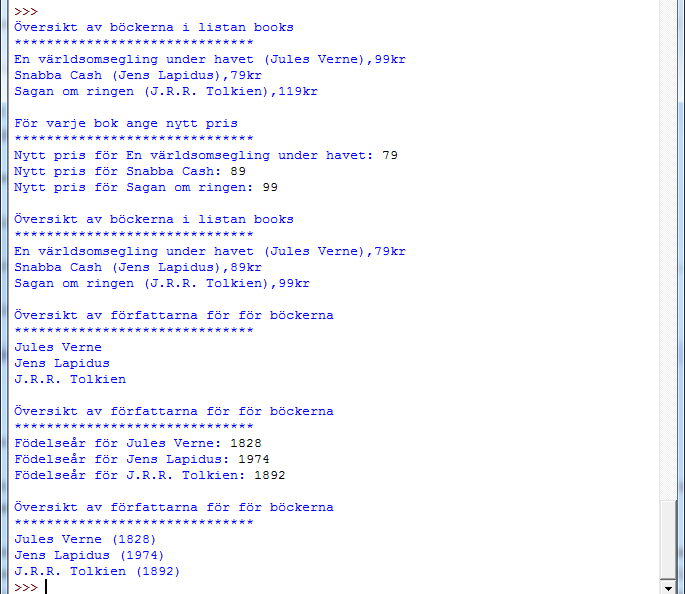 >>>
Översikt av böckerna i listan books
******************************
En världsomsegling under havet (Jules Verne),99kr
Snabba Cash (Jens Lapidus),79kr
Sagan om ringen (J.R.R. Tolkien),119kr
För varje bok ange nytt pris
******************************
Nytt pris för En världsomsegling under havet: 79
Nytt pris för Snabba Cash: 89
Nytt pris för Sagan om ringen: 99
Översikt av böckerna i listan books
******************************
En världsomsegling under havet (Jules Verne),79kr
Snabba Cash (Jens Lapidus),89kr
Sagan om ringen (J.R.R. Tolkien),99kr
Översikt av författarna för för böckerna
******************************
Jules Verne
Jens Lapidus
J.R.R. Tolkien
Översikt av författarna för för böckerna
******************************
Födelseår för Jules Verne: 1828
Födelseår för Jens Lapidus: 1974
Födelseår för J.R.R. Tolkien: 1892
Översikt av författarna för för böckerna
******************************
Jules Verne (1828)
Jens Lapidus (1974)
J.R.R. Tolkien (1892)
>>>